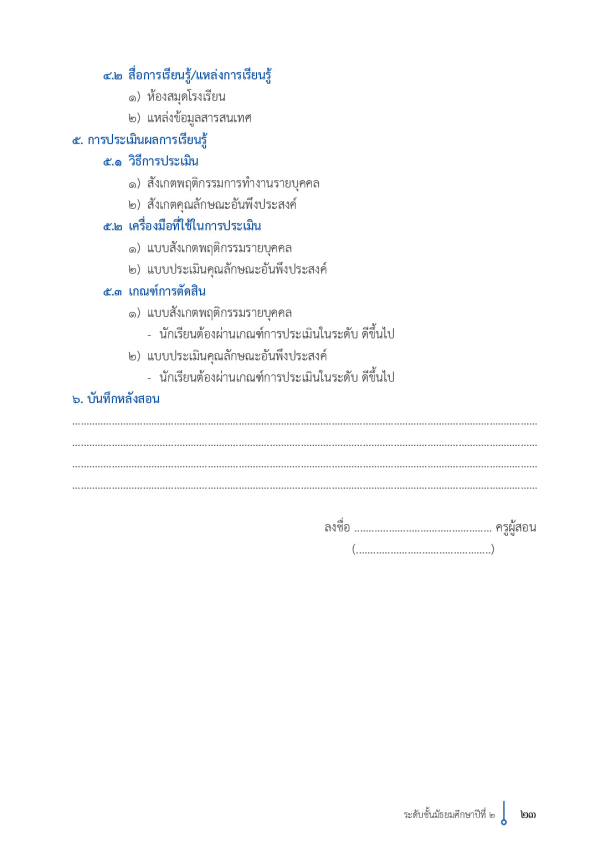 ๔.๒ สื่อการเรียนรู้/แหล่งการเรียนรู้
๑) ห้องสมุดโรงเรียน
๒) แหล่งข้อมูลสารสนเทศ
๕. การประเมินผลการเรียนรู้
๕.๑ วิธีการประเมิน
๑) สังเกตพฤติกรรมการทำงานรายบุคคล
๒) สังเกตคุณลักษณะอันพึงประสงค์
๕.๒ เครื่องมือที่ใช้ในการประเมิน
๑) แบบสังเกตพฤติกรรมรายบุคคล
๒) แบบประเมินคุณลักษณะอันพึงประสงค์
๕.๓ เกณฑ์การตัดสิน
๑) แบบสังเกตพฤติกรรมรายบุคคล
- นักเรียนต้องผ่านเกณฑ์การประเมินในระดับ ดีขึ้นไป
๒) แบบประเมินคุณลักษณะอันพึงประสงค์
- นักเรียนต้องผ่านเกณฑ์การประเมินในระดับ ดีขึ้นไป
๖. บันทึกหลังสอน
................................................................................................................................................................
................................................................................................................................................................
................................................................................................................................................................
................................................................................................................................................................
ลงชื่อ ................................................ ครูผู้สอน
(...............................................)
ระดับชั้นมัธยมศึกษาปีที่ ๒ ๒๓